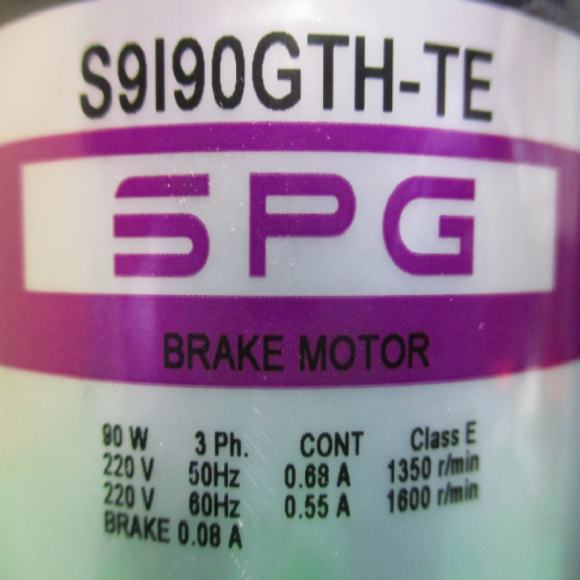 S9I90GTH-TE
SPG
BRAKE MOTOR
90 W 3 Ph. CONT Class E
220 V 50Hz 0.68 A 1350 r/min
220 V 60Hz 0.55 A 1600 r/min
BRAKE 0.08 A